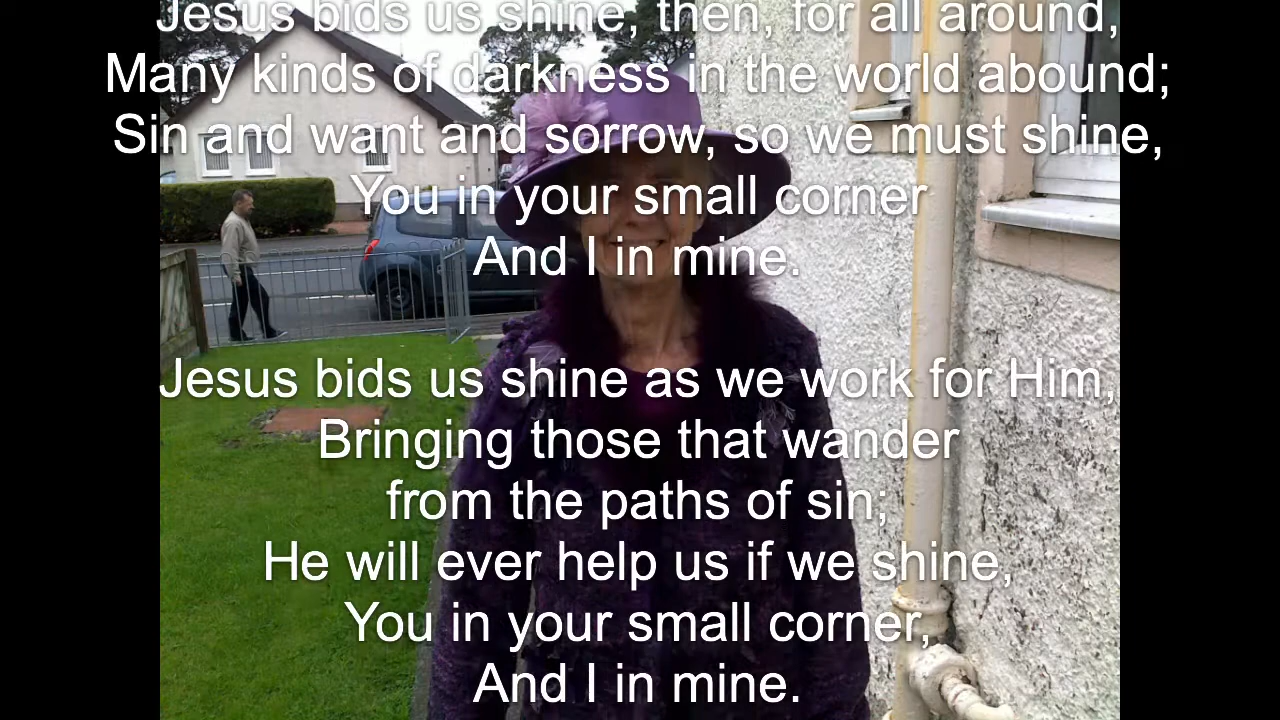 Jesus bids us shine, then, for all around,
Many kinds of darkness in the world abound;
Sin and want and sorrow, so we must shine,
You in your small corner
And I in mine.
Jesus bids us shine as we work for Him,
Bringing those that wander
from the paths of sin;
He will ever help us if we shine,
You in your small corner,
And I in mine.